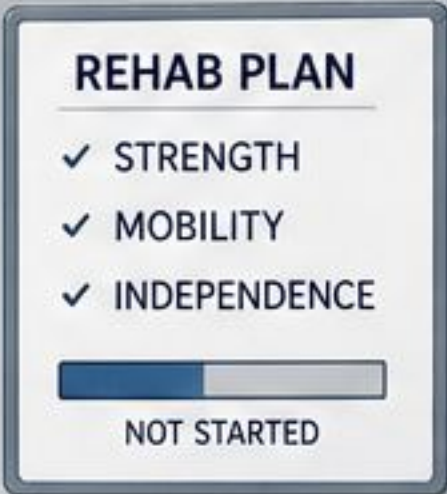 REHAB PLAN
✓ STRENGTH
✓ MOBILITY
✓ INDEPENDENCE
NOT STARTED